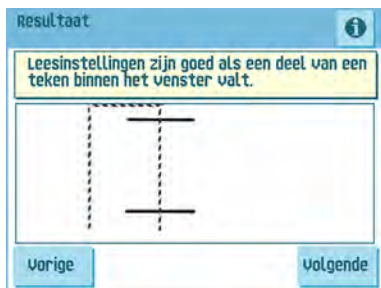 Resultaat
Leesinstellingen zijn goed als een deel van een
teken binnen het venster valt.
Vorige
Volgende